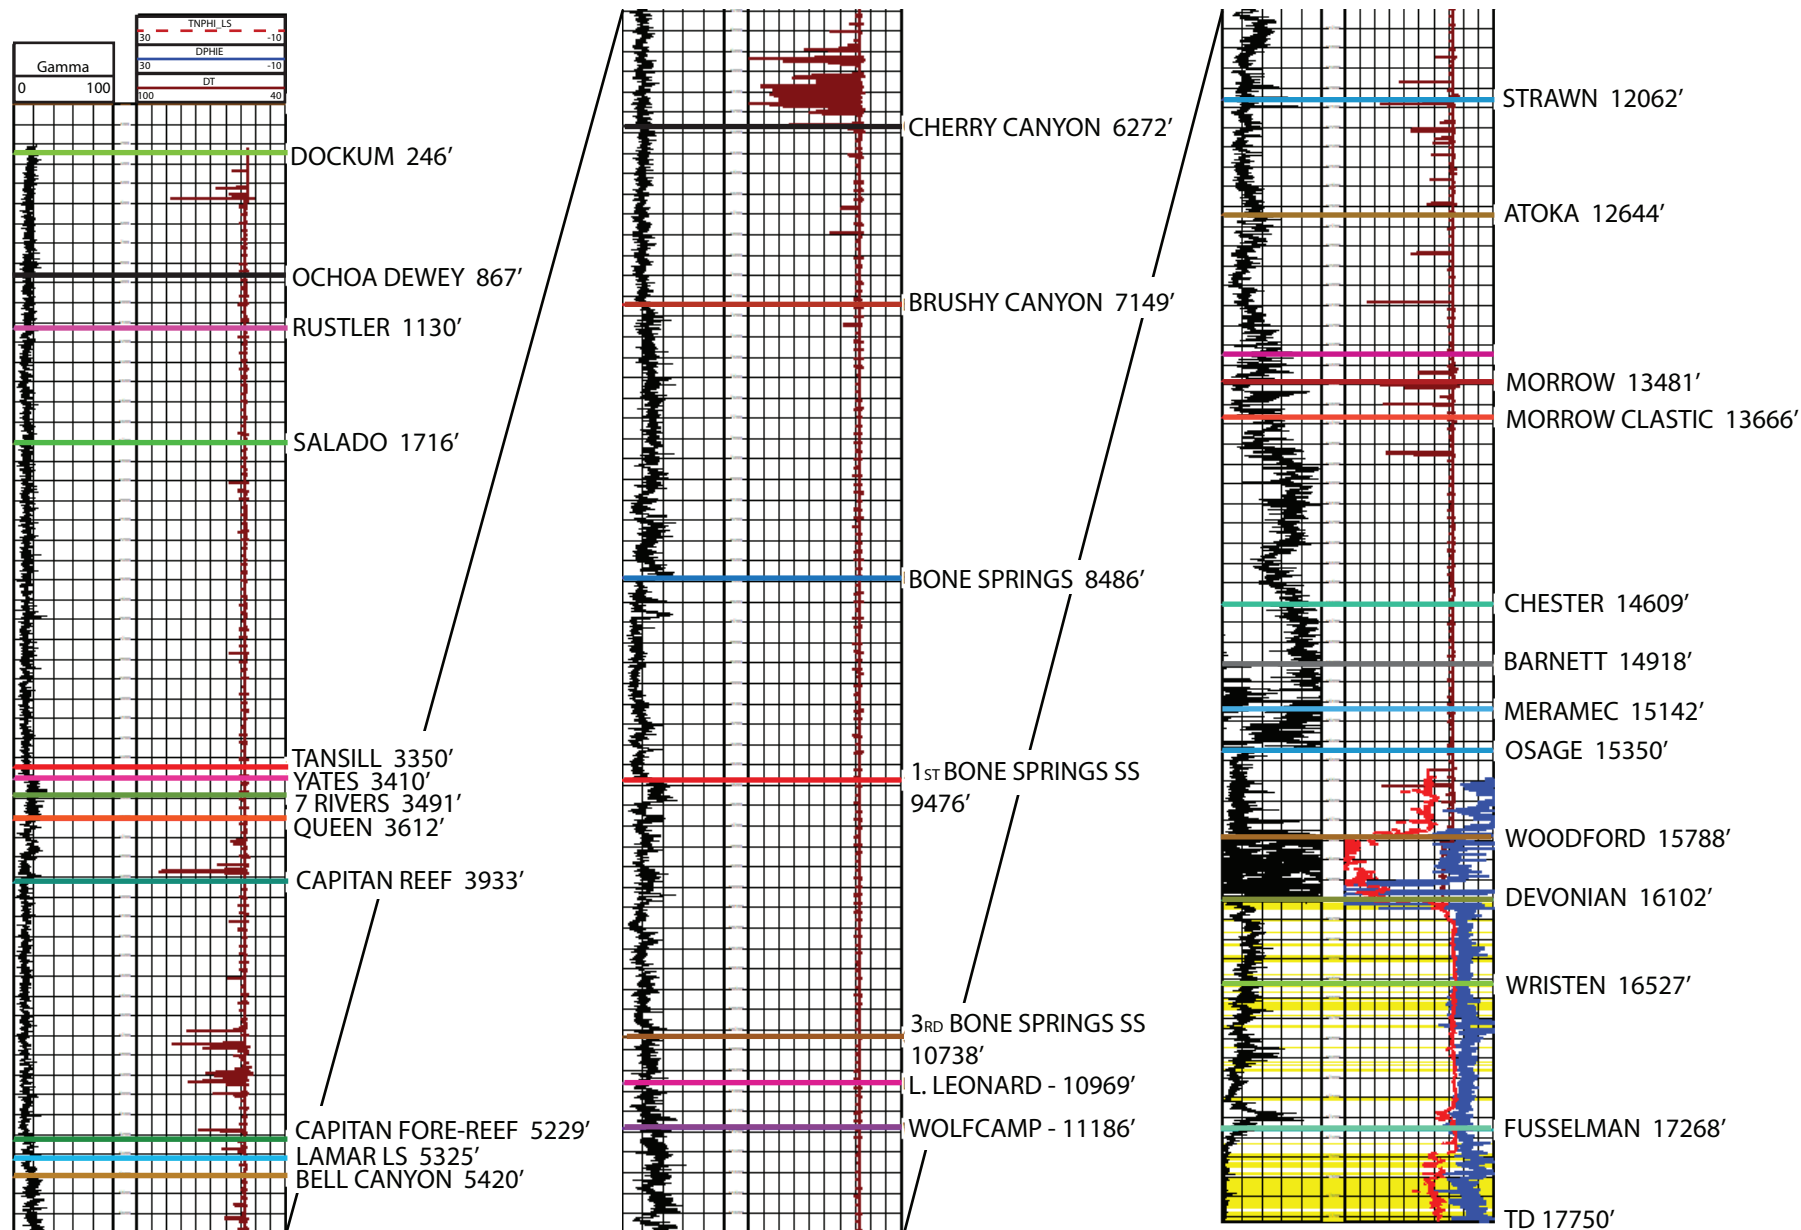 TNPHI_LS
30 -10
DPHIE
30 -10
DT
100 40
Gamma
0 100
DOCKUM 246’
OCHOA DEWEY 867’
RUSTLER 1130’
SALADO 1716’
TANSILL 3350’
YATES 3410’
7 RIVERS 3491’
QUEEN 3612’
CAPITAN REEF 3933’
CAPITAN FORE-REEF 5229’
LAMAR LS 5325’
BELL CANYON 5420’
CHERRY CANYON 6272’
BRUSHY CANYON 7149’
BONE SPRINGS 8486’
1ST BONE SPRINGS SS
9476’
3RD BONE SPRINGS SS
10738’
L. LEONARD - 10969’
WOLFCAMP - 11186’
STRAWN 12062’
ATOKA 12644’
MORROW 13481’
MORROW CLASTIC 13666’
CHESTER 14609’
BARNETT 14918’
MERAMEC 15142’
OSAGE 15350’
WOODFORD 15788’
DEVONIAN 16102’
WRISTEN 16527’
FUSSELMAN 17268’
TD 17750’